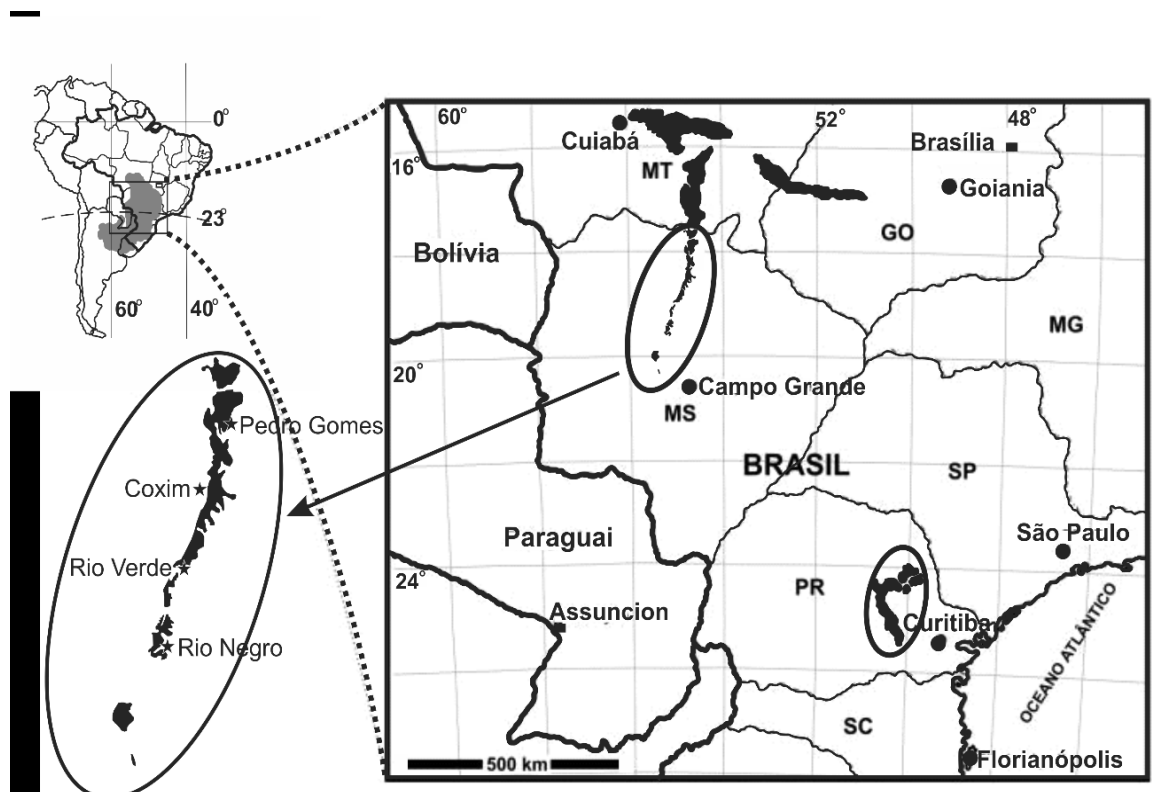 0°
23°
60°
40°
Pedro Gomes
Coxim
Rio Verde
Rio Negro
60°
52°
48°
Cuiabá
Brasília
16°
MT
Goiania
GO
Bolívia
MG
20°
Campo Grande
MS
BRASIL
SP
São Paulo
Paraguai
24°
PR
Assuncion
Curitiba
OCEANO ATLÂNTICO
SC
500 km
Florianópolis